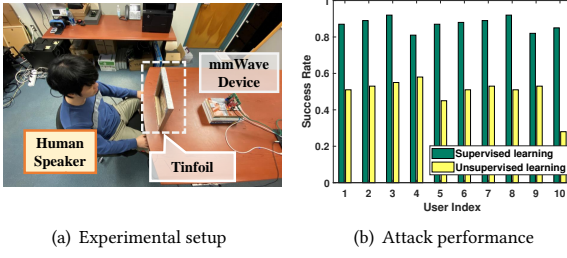 mmWave
Device
Human
Speaker
Tinfoil
(a) Experimental setup
1
0.8
0.6
0.4
0.2
0
Success Rate
Supervised learning
Unsupervised learning
1 2 3 4 5 6 7 8 9 10
User Index
(b) Attack performance